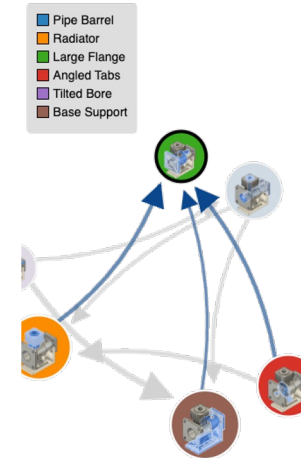 Pipe Barrel
Radiator
Large Flange
Angled Tabs
Tilted Bore
Base Support